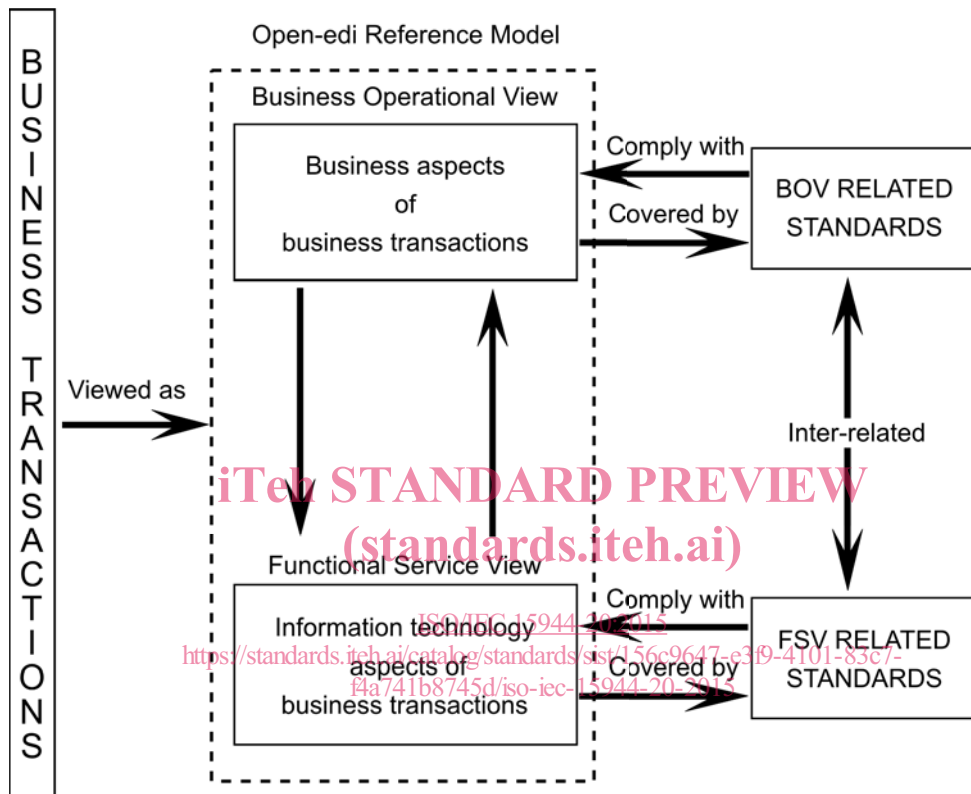 BUSINESS TRANSACTIONS
Open-edi Reference Model
Business Operational View
Business aspects
of
business transactions
Comply with
Covered by
BOV RELATED
STANDARDS
Viewed as
Inter-related
iTeh STANDARD PREVIEW
(standards.iteh.ai)
Functional Service View
Information technology
aspects of
business transactions
ISO/IEC 15944-20:2015
https://standards.iteh.ai/catalog/standards/sist/156c9647-e3f9-4101-83c7-
f4a741b8745d/iso-iec-15944-20-2015
Comply with
Covered by
FSV RELATED
STANDARDS